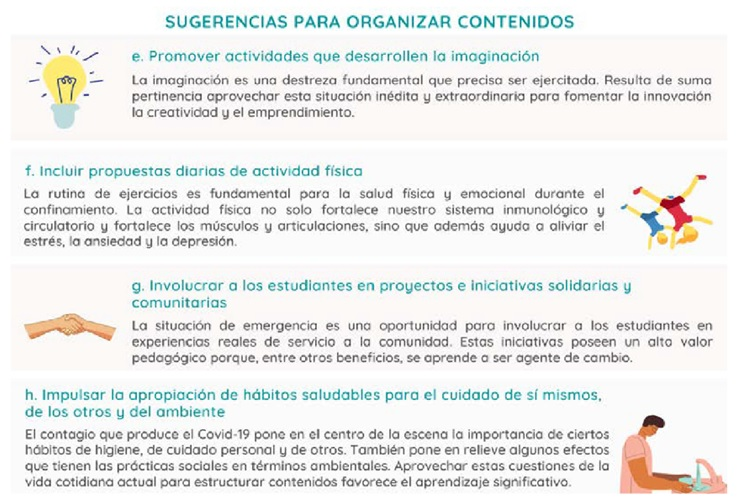 SUGERENCIAS PARA ORGANIZAR CONTENIDOS
e. Promover actividades que desarrollen la imaginación
La imaginación es una destreza fundamental que precisa ser ejercitada. Resulta de suma
pertinencia aprovechar esta situación inédita y extraordinaria para fomentar la innovación
la creatividad y el emprendimiento.
f. Incluir propuestas diarias de actividad física
La rutina de ejercicios es fundamental para la salud física y emocional durante el
confinamiento. La actividad física no solo fortalece nuestro sistema inmunológico y
circulatorio y fortalece los músculos y articulaciones, sino que además ayuda a aliviar el
estrés, la ansiedad y la depresión.
g. Involucrar a los estudiantes en proyectos e iniciativas solidarias y
comunitarias
La situación de emergencia es una oportunidad para involucrar a los estudiantes en
experiencias reales de servicio a la comunidad. Estas iniciativas poseen un alto valor
pedagógico porque, entre otros beneficios, se aprende a ser agente de cambio.
h. Impulsar la apropiación de hábitos saludables para el cuidado de sí mismos,
de los otros y del ambiente
El contagio que produce el Covid-19 pone en el centro de la escena la importancia de ciertos
hábitos de higiene, de cuidado personal y de otros. También pone en relieve algunos efectos
que tienen las prácticas sociales en términos ambientales. Aprovechar estas cuestiones de la
vida cotidiana actual para estructurar contenidos favorece el aprendizaje significativo.